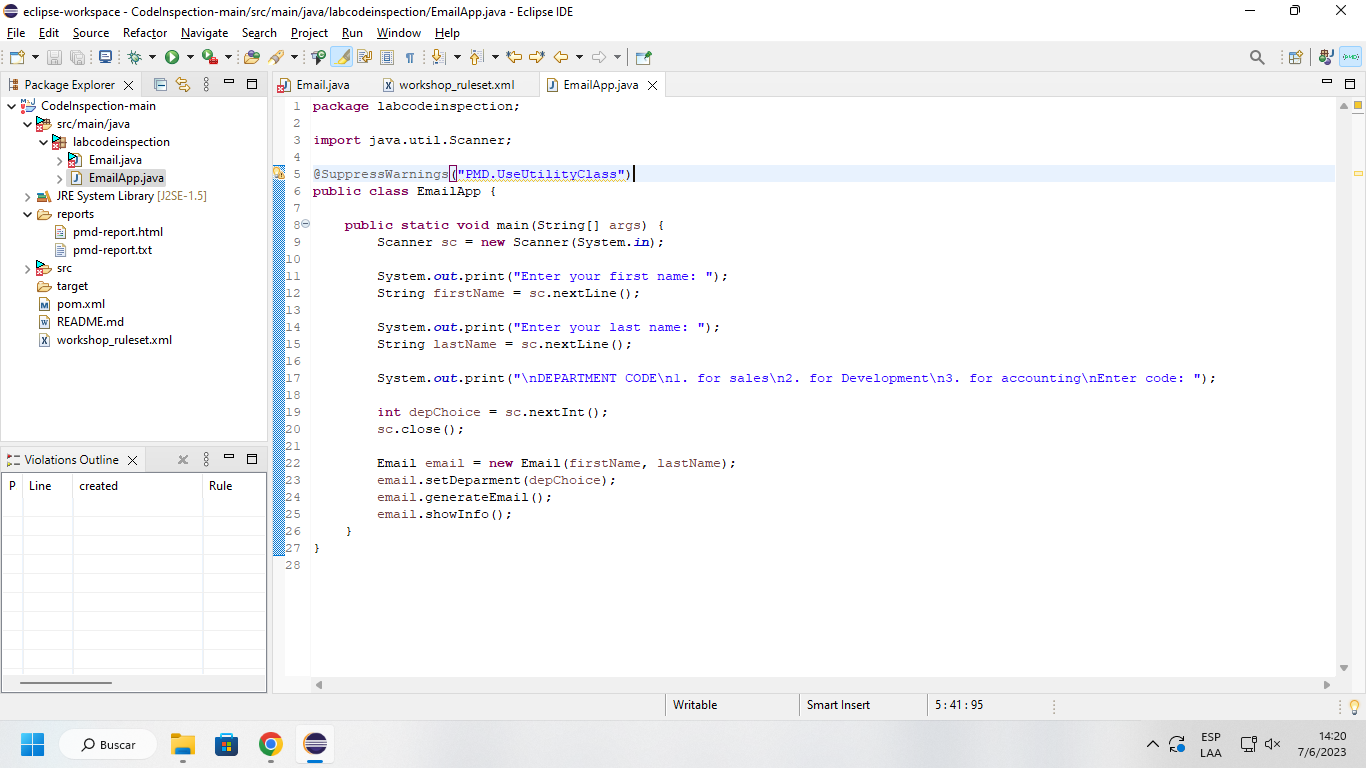 eclipse-workspace - CodeInspection-main/src/main/java/labcodeinspection/EmailApp.java - Eclipse IDE
File Edit Source Refactor Navigate Search Project Run Window Help
Package Explorer
CodeInspection-main
src/main/java
labcodeinspection
Email.java
EmailApp.java
JRE System Library [J2SE-1.5]
reports
pmd-report.html
pmd-report.txt
src
target
pom.xml
README.md
workshop_ruleset.xml
Violations Outline
P Line created Rule
Email.java workshop_ruleset.xml EmailApp.java
1 package labcodeinspection;
2
3 import java.util.Scanner;
4
5 @SuppressWarnings("PMD.UseUtilityClass")
6 public class EmailApp {
7
8 public static void main(String[] args) {
9 Scanner sc = new Scanner(System.in);
10
11 System.out.print("Enter your first name: ");
12 String firstName = sc.nextLine();
13
14 System.out.print("Enter your last name: ");
15 String lastName = sc.nextLine();
16
17 System.out.print("\nDEPARTMENT CODE\n1. for sales\n2. for Development\n3. for accounting\nEnter code: ");
18
19 int depChoice = sc.nextInt();
20 sc.close();
21
22 Email email = new Email(firstName, lastName);
23 email.setDeparment(depChoice);
24 email.generateEmail();
25 email.showInfo();
26 }
27 }
28
Writable Smart Insert 5 : 41 : 95
Buscar
ESP
LAA
14:20
7/6/2023